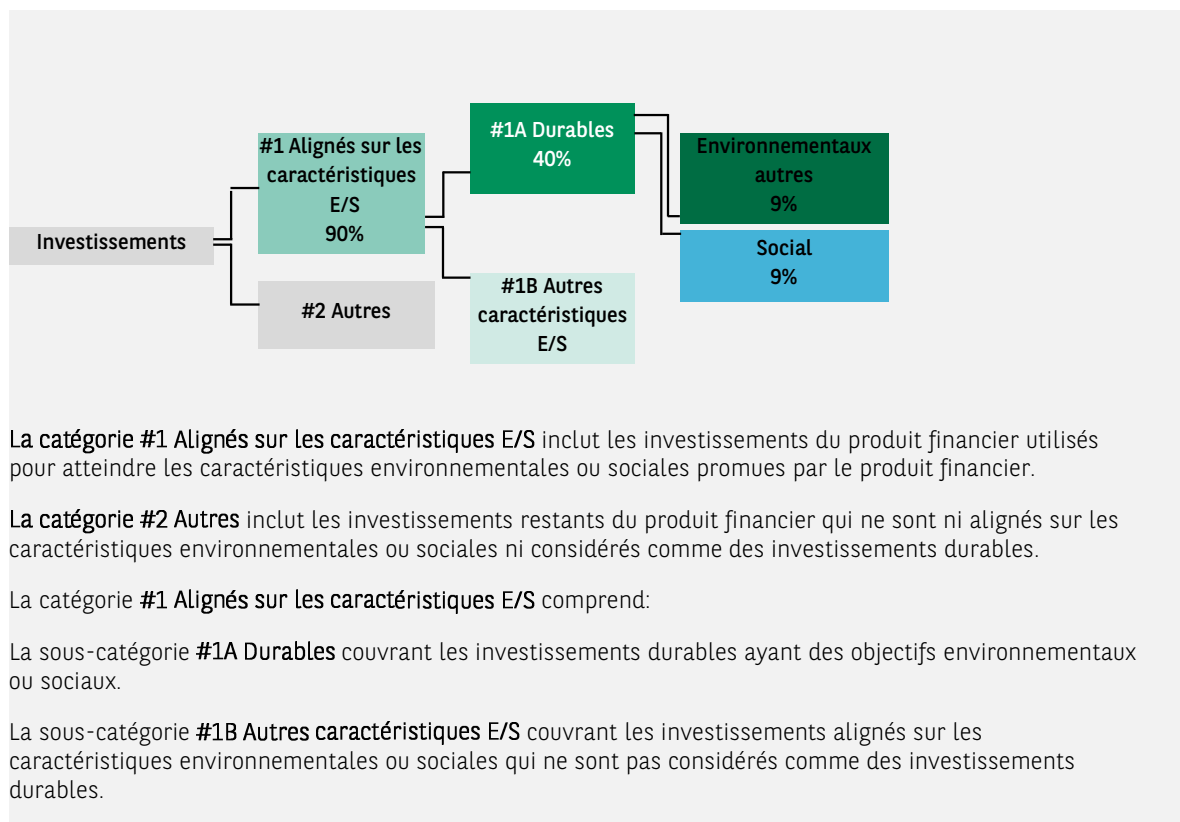 Investissements
#1 Alignés sur les
caractéristiques
E/S
90%
#2 Autres
#1A Durables
40%
#1B Autres
caractéristiques
E/S
Environnementaux
autres
9%
Social
9%
La catégorie #1 Alignés sur les caractéristiques E/S inclut les investissements du produit financier utilisés
pour atteindre les caractéristiques environnementales ou sociales promues par le produit financier.
La catégorie #2 Autres inclut les investissements restants du produit financier qui ne sont ni alignés sur les
caractéristiques environnementales ou sociales ni considérés comme des investissements durables.
La catégorie #1 Alignés sur les caractéristiques E/S comprend:
La sous-catégorie #1A Durables couvrant les investissements durables ayant des objectifs environnementaux
ou sociaux.
La sous-catégorie #1B Autres caractéristiques E/S couvrant les investissements alignés sur les
caractéristiques environnementales ou sociales qui ne sont pas considérés comme des investissements
durables.